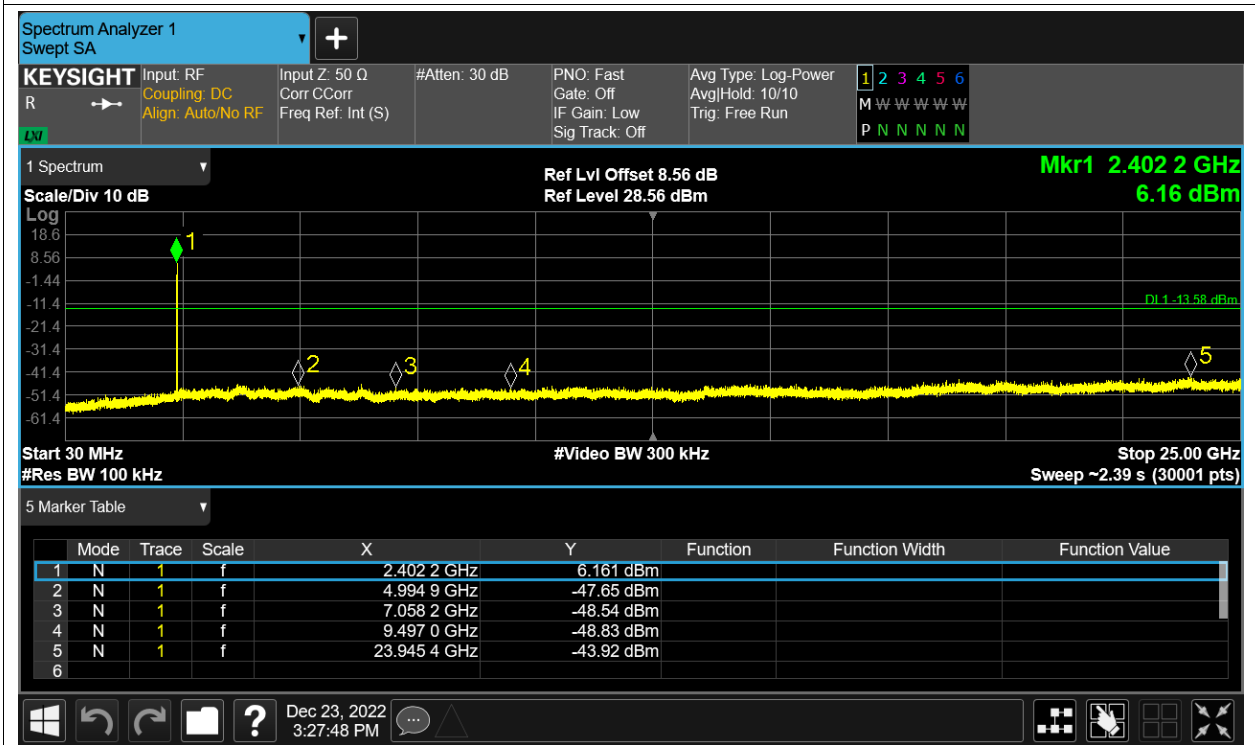 Spectrum Analyzer 1
Swept SA
KEYSIGHT
R
LXI
Input: RF
Coupling: DC
Align: Auto/No RF
Input Z: 50 Ω
Corr CCorr
Freq Ref: Int (S)
#Atten: 30 dB
PNO: Fast
Gate: Off
IF Gain: Low
Sig Track: Off
Avg Type: Log-Power
Avg|Hold: 10/10
Trig: Free Run
1 2 3 4 5 6
M W W W W W
P N N N N N
1 Spectrum
Scale/Div 10 dB
Ref Lvl Offset 8.56 dB
Ref Level 28.56 dBm
Mkr1 2.402 2 GHz
6.16 dBm
Log
18.6
8.56
-1.44
-11.4
-21.4
-31.4
-41.4
-51.4
-61.4
1
2
3
4
5
DL1 -13.58 dBm
Start 30 MHz
#Res BW 100 kHz
#Video BW 300 kHz
Stop 25.00 GHz
Sweep ~2.39 s (30001 pts)
5 Marker Table
Mode Trace Scale X Y Function Function Width Function Value
1 N 1 f 2.402 2 GHz 6.161 dBm
2 N 1 f 4.994 9 GHz -47.65 dBm
3 N 1 f 7.058 2 GHz -48.54 dBm
4 N 1 f 9.497 0 GHz -48.83 dBm
5 N 1 f 23.945 4 GHz -43.92 dBm
6
?
Dec 23, 2022
3:27:48 PM